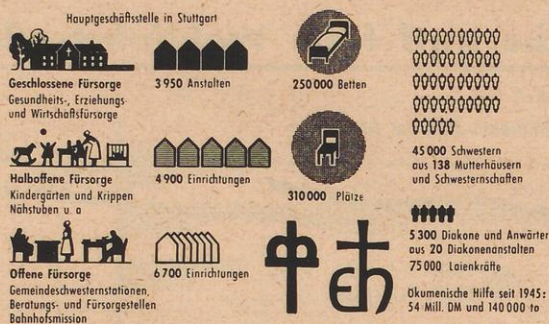 Hauptgeschäftsstelle in Stuttgart
Geschlossene Fürsorge
Gesundheits-, Erziehungs-
und Wirtschaftsfürsorge
3 950 Anstalten
250 000 Betten
Halboffene Fürsorge
Kindergärten und Krippen
Nähstuben u. a
4 900 Einrichtungen
310 000 Plätze
Offene Fürsorge
Gemeindeschwesternstationen,
Beratungs- und Fürsorgestellen
Bahnhofsmission
6 700 Einrichtungen
45 000 Schwestern
aus 138 Mutterhäusern
und Schwesternschaften
5 300 Diakone und Anwärter
aus 20 Diakonenanstalten
75 000 Laienkräfte
Ökumenische Hilfe seit 1945:
54 Mill. DM und 140 000 to